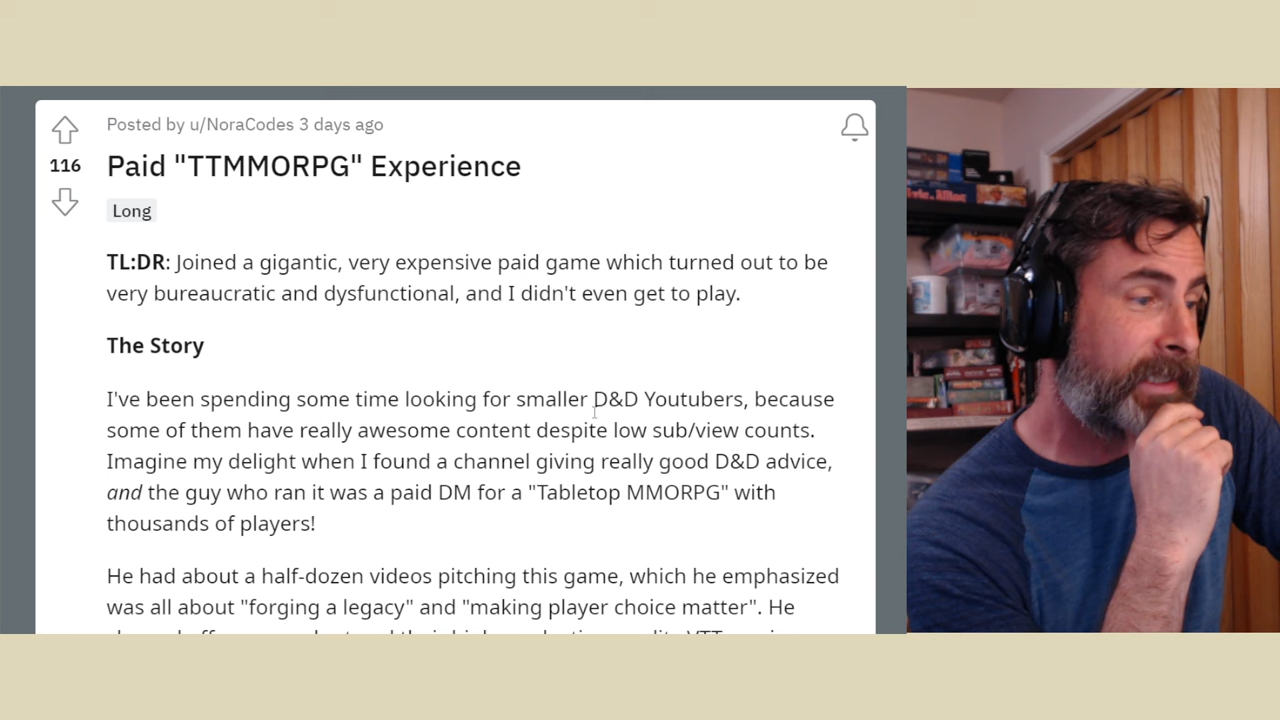 Posted by u/NoraCodes 3 days ago
116
Paid "TTMMORPG" Experience
Long
TL:DR: Joined a gigantic, very expensive paid game which turned out to be
very bureaucratic and dysfunctional, and I didn't even get to play.
The Story
I've been spending some time looking for smaller D&D Youtubers, because
some of them have really awesome content despite low sub/view counts.
Imagine my delight when I found a channel giving really good D&D advice,
and the guy who ran it was a paid DM for a "Tabletop MMORPG" with
thousands of players!
He had about a half-dozen videos pitching this game, which he emphasized
was all about "forging a legacy" and "making player choice matter". He